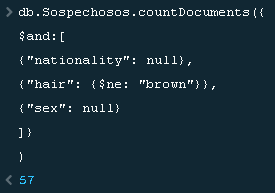 > db.Sospechosos.countDocuments({
$and:[
{"nationality": null},
{"hair": {$ne: "brown"}},
{"sex": null}
]}
)
< 57